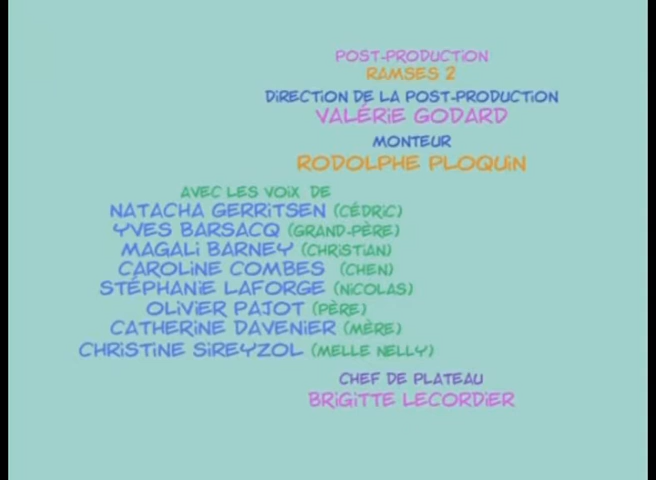 POST-PRODUCTION
RAMSES 2
DIRECTION DE LA POST-PRODUCTION
VALÉRIE GODARD
MONTEUR
RODOLPHE PLOQUIN
AVEC LES VOIX DE
NATACHA GERRITSEN (CÉDRIC)
YVES BARSACQ (GRAND-PÈRE)
MAGALI BARNEY (CHRISTIAN)
CAROLINE COMBES (CHEN)
STÉPHANIE LAFORGE (NICOLAS)
OLIVIER PAJOT (PÈRE)
CATHERINE DAVENIER (MÈRE)
CHRISTINE SIREYZOL (MELLE NELLY)
CHEF DE PLATEAU
BRIGITTE LECORDIER